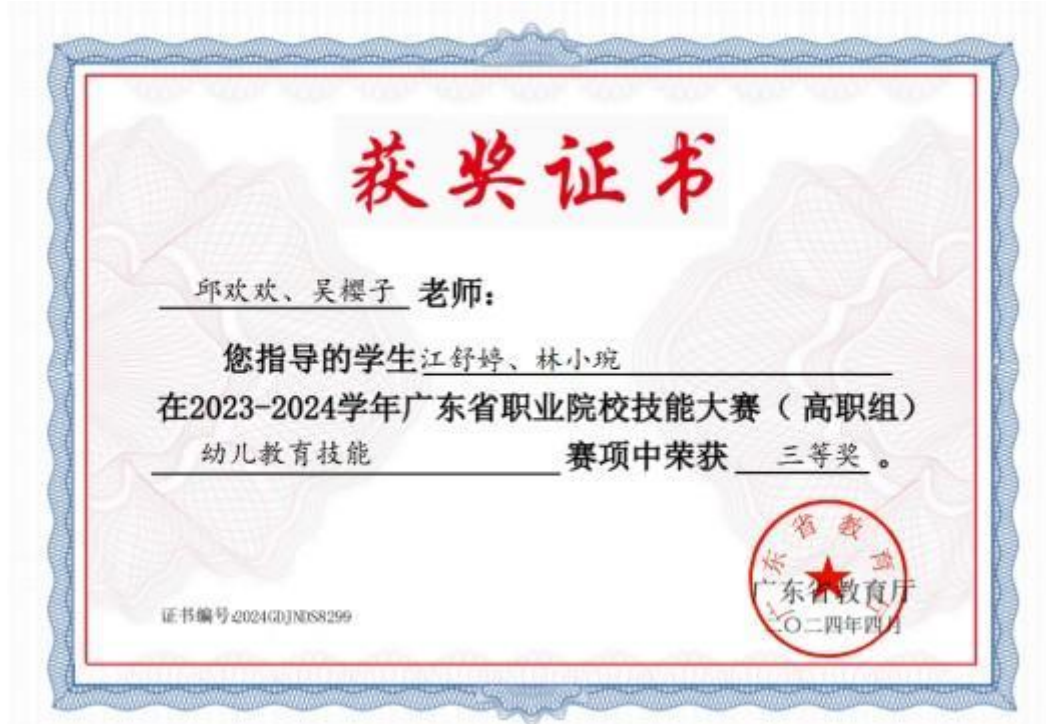 获奖证书
邱欢欢、吴樱子 老师：
您指导的学生江舒婷、林小琬
在2023-2024学年广东省职业院校技能大赛（高职组）
幼儿教育技能 赛项中荣获 三等奖 。
广东省教育厅
广东省教育厅
二〇二四年四月
证书编号:2024GDJNDS8299